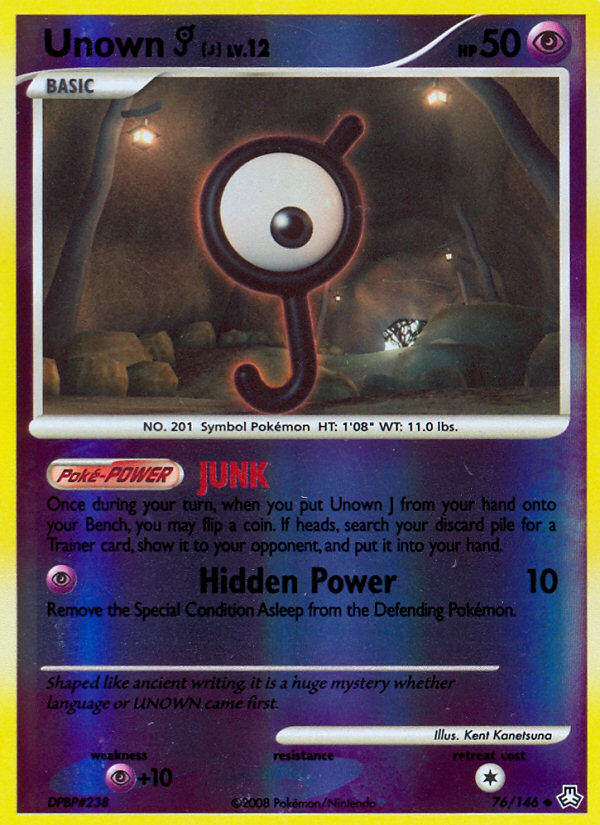 Unown J [J] LV.12 HP 50
BASIC
NO. 201 Symbol Pokémon HT: 1'08" WT: 11.0 lbs.
Poké-POWER JUNK
Once during your turn, when you put Unown J from your hand onto
your Bench, you may flip a coin. If heads, search your discard pile for a
Trainer card, show it to your opponent, and put it into your hand.
Hidden Power 10
Remove the Special Condition Asleep from the Defending Pokémon.
Shaped like ancient writing, it is a huge mystery whether
language or UNOWN came first.
Illus. Kent Kanetsuna
weakness resistance retreat cost
+10
DPBP#238 ©2008 Pokémon/Nintendo 76/146